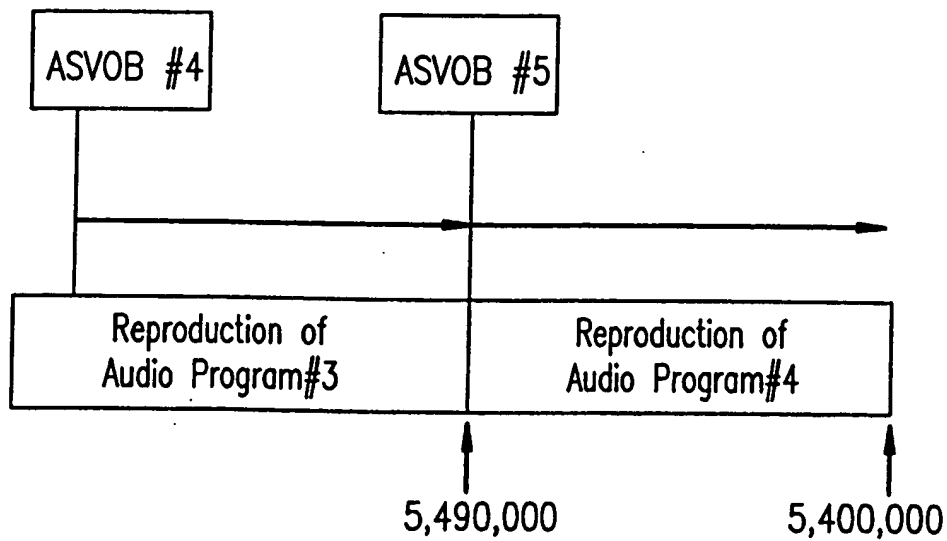 ASVOB #4
ASVOB #5
Reproduction of
Audio Program#3
Reproduction of
Audio Program#4
5,490,000
5,400,000